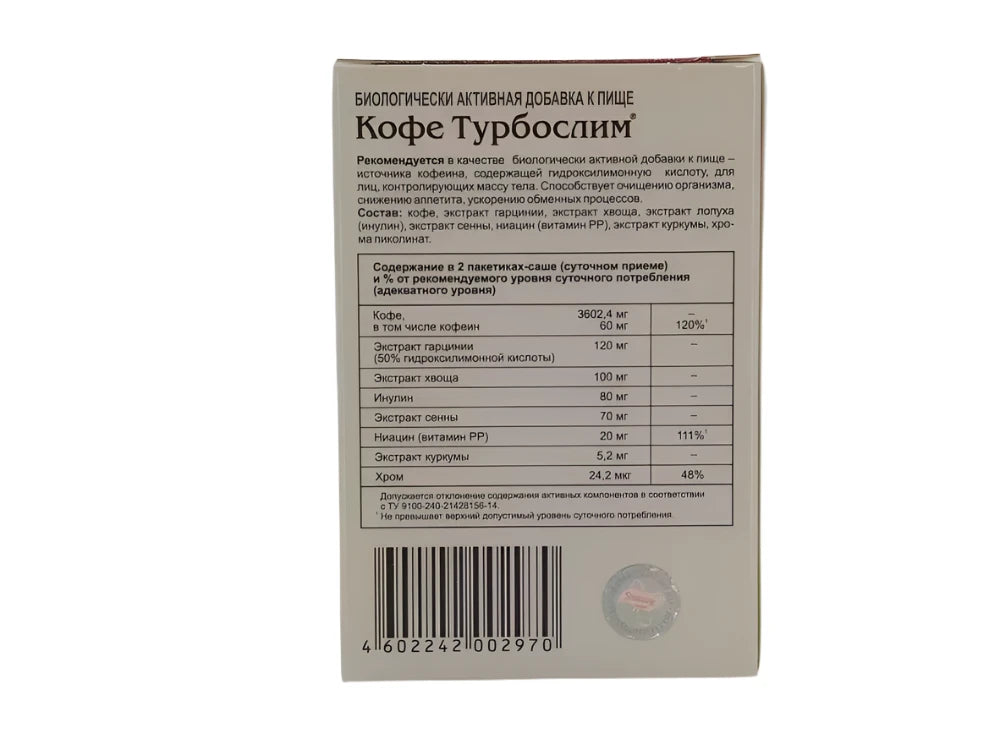 БИОЛОГИЧЕСКИ АКТИВНАЯ ДОБАВКА К ПИЩЕ
Кофе Турбослим®
Рекомендуется в качестве биологически активной добавки к пище –
источника кофеина, содержащей гидроксилимонную кислоту, для
лиц, контролирующих массу тела. Способствует очищению организма,
снижению аппетита, ускорению обменных процессов.
Состав: кофе, экстракт гарцинии, экстракт хвоща, экстракт лопуха
(инулин), экстракт сенны, ниацин (витамин РР), экстракт куркумы, хро-
ма пиколинат.
Содержание в 2 пакетиках-саше (суточном приеме)
и % от рекомендуемого уровня суточного потребления
(адекватного уровня)
Кофе, 3602,4 мг –
в том числе кофеин 60 мг 120%¹
Экстракт гарцинии 120 мг –
(50% гидроксилимонной кислоты)
Экстракт хвоща 100 мг –
Инулин 80 мг –
Экстракт сенны 70 мг –
Ниацин (витамин РР) 20 мг 111%¹
Экстракт куркумы 5,2 мг –
Хром 24,2 мкг 48%
Допускается отклонение содержания активных компонентов в соответствии
с ТУ 9100-240-21428156-14.
¹ Не превышает верхний допустимый уровень суточного потребления.
4 602242 002970